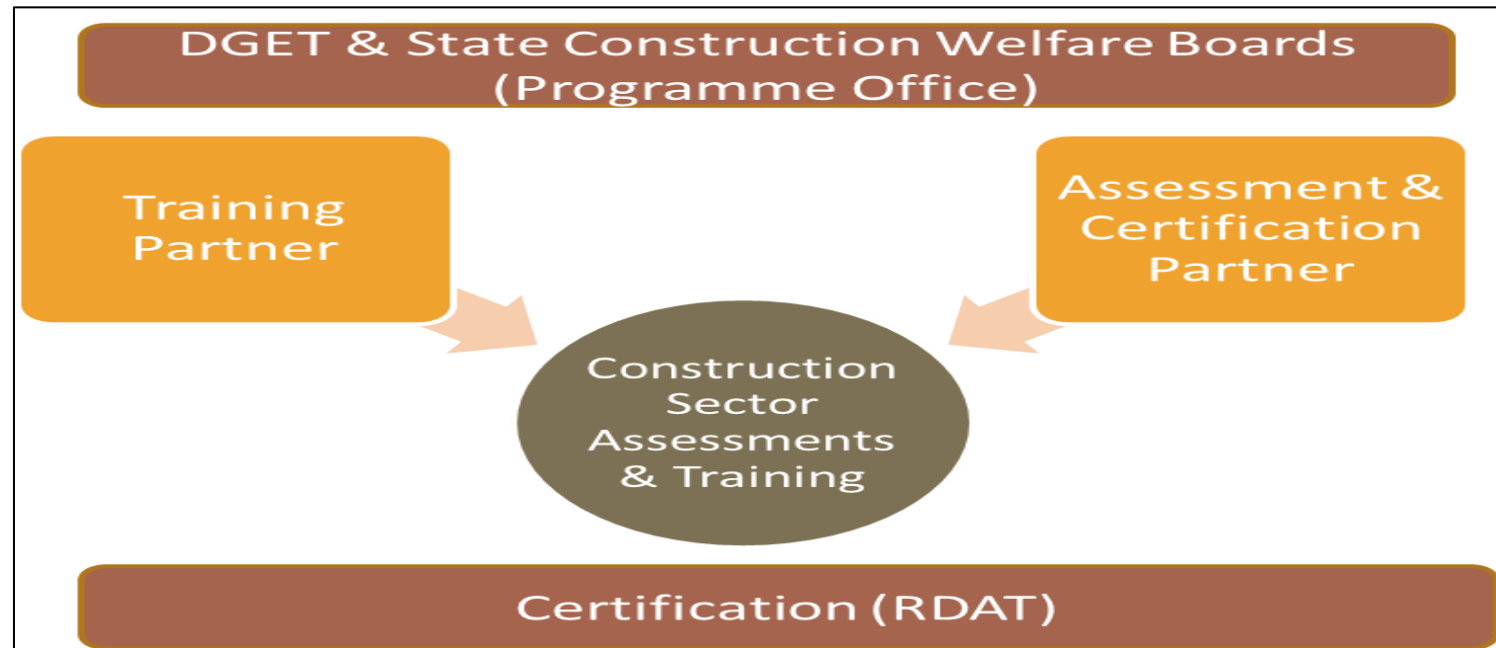 DGET & State Construction Welfare Boards
(Programme Office)
Training
Partner
Assessment &
Certification
Partner
Construction
Sector
Assessments
& Training
Certification (RDAT)